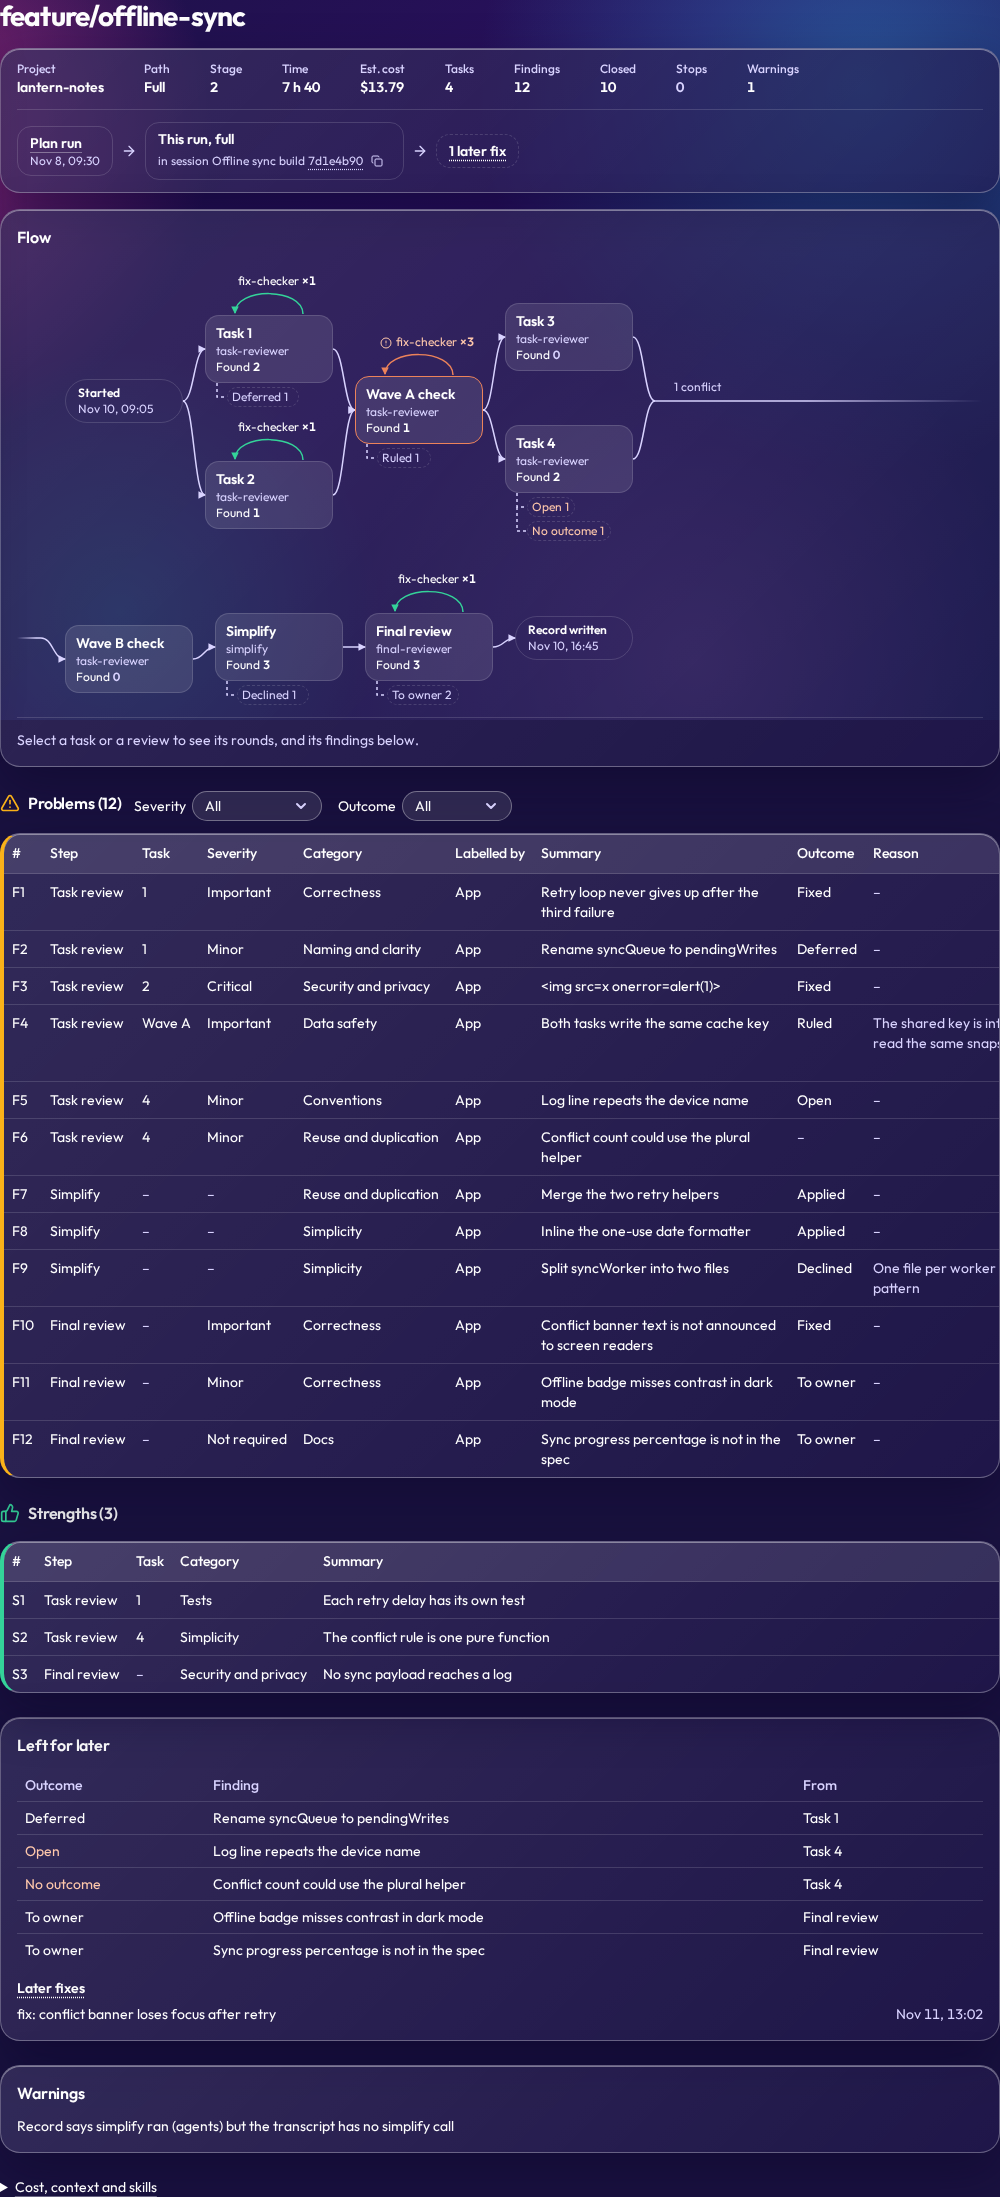 feature/offline-sync
Project Path Stage Time Est. cost Tasks Findings Closed Stops Warnings
lantern-notes Full 2 7 h 40 $13.79 4 12 10 0 1
Plan run
Nov 8, 09:30
This run, full
in session Offline sync build 7d1e4b90
1 later fix
Flow
fix-checker ×1
Task 1
task-reviewer
Found 2
Deferred 1
Started
Nov 10, 09:05
fix-checker ×1
Task 2
task-reviewer
Found 1
fix-checker ×3
Wave A check
task-reviewer
Found 1
Ruled 1
Task 3
task-reviewer
Found 0
1 conflict
Task 4
task-reviewer
Found 2
Open 1
No outcome 1
Wave B check
task-reviewer
Found 0
Simplify
simplify
Found 3
Declined 1
fix-checker ×1
Final review
final-reviewer
Found 3
To owner 2
Record written
Nov 10, 16:45
Select a task or a review to see its rounds, and its findings below.
Problems (12) Severity All Outcome All
# Step Task Severity Category Labelled by Summary Outcome Reason
F1 Task review 1 Important Correctness App Retry loop never gives up after the Fixed –
third failure
F2 Task review 1 Minor Naming and clarity App Rename syncQueue to pendingWrites Deferred –
F3 Task review 2 Critical Security and privacy App <img src=x onerror=alert(1)> Fixed –
F4 Task review Wave A Important Data safety App Both tasks write the same cache key Ruled The shared key is
read the same
F5 Task review 4 Minor Conventions App Log line repeats the device name Open –
F6 Task review 4 Minor Reuse and duplication App Conflict count could use the plural – –
helper
F7 Simplify – – Reuse and duplication App Merge the two retry helpers Applied –
F8 Simplify – – Simplicity App Inline the one-use date formatter Applied –
F9 Simplify – – Simplicity App Split syncWorker into two files Declined One file per worker
pattern
F10 Final review – Important Correctness App Conflict banner text is not announced Fixed –
to screen readers
F11 Final review – Minor Correctness App Offline badge misses contrast in dark To owner –
mode
F12 Final review – Not required Docs App Sync progress percentage is not in the To owner –
spec
Strengths (3)
# Step Task Category Summary
S1 Task review 1 Tests Each retry delay has its own test
S2 Task review 4 Simplicity The conflict rule is one pure function
S3 Final review – Security and privacy No sync payload reaches a log
Left for later
Outcome Finding From
Deferred Rename syncQueue to pendingWrites Task 1
Open Log line repeats the device name Task 4
No outcome Conflict count could use the plural helper Task 4
To owner Offline badge misses contrast in dark mode Final review
To owner Sync progress percentage is not in the spec Final review
Later fixes
fix: conflict banner loses focus after retry Nov 11, 13:02
Warnings
Record says simplify ran (agents) but the transcript has no simplify call
Cost, context and skills